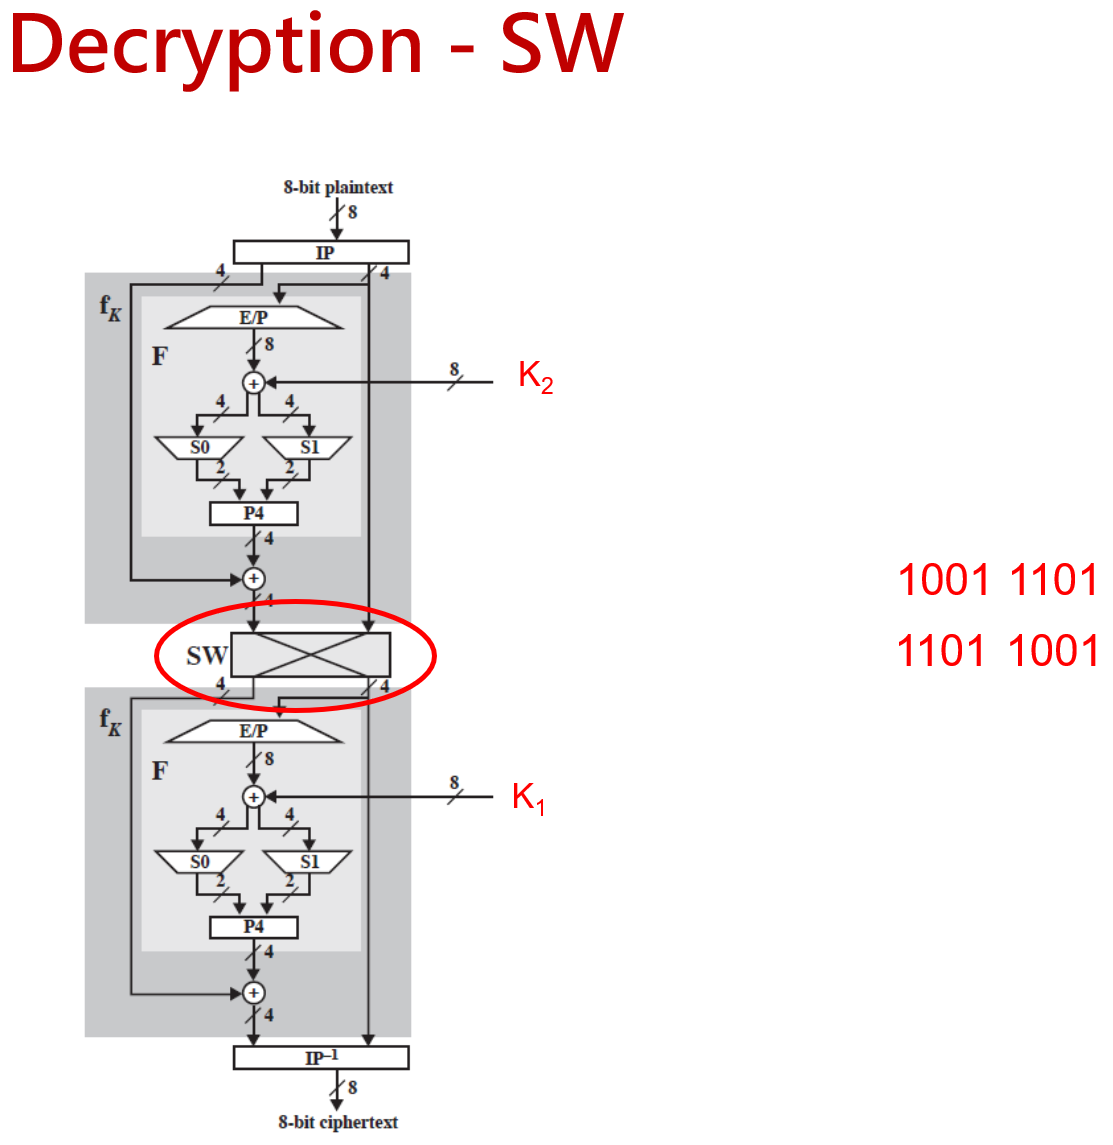 Decryption - SW
8-bit plaintext
8
IP
4 4
f_K
E/P
8
F
8 K₂
+
4 4
S0 S1
2 2
P4
4
+
1001 1101
4
SW
1101 1001
4 4
f_K
E/P
8
F
8 K₁
+
4 4
S0 S1
2 2
P4
4
+
4
IP⁻¹
8
8-bit ciphertext